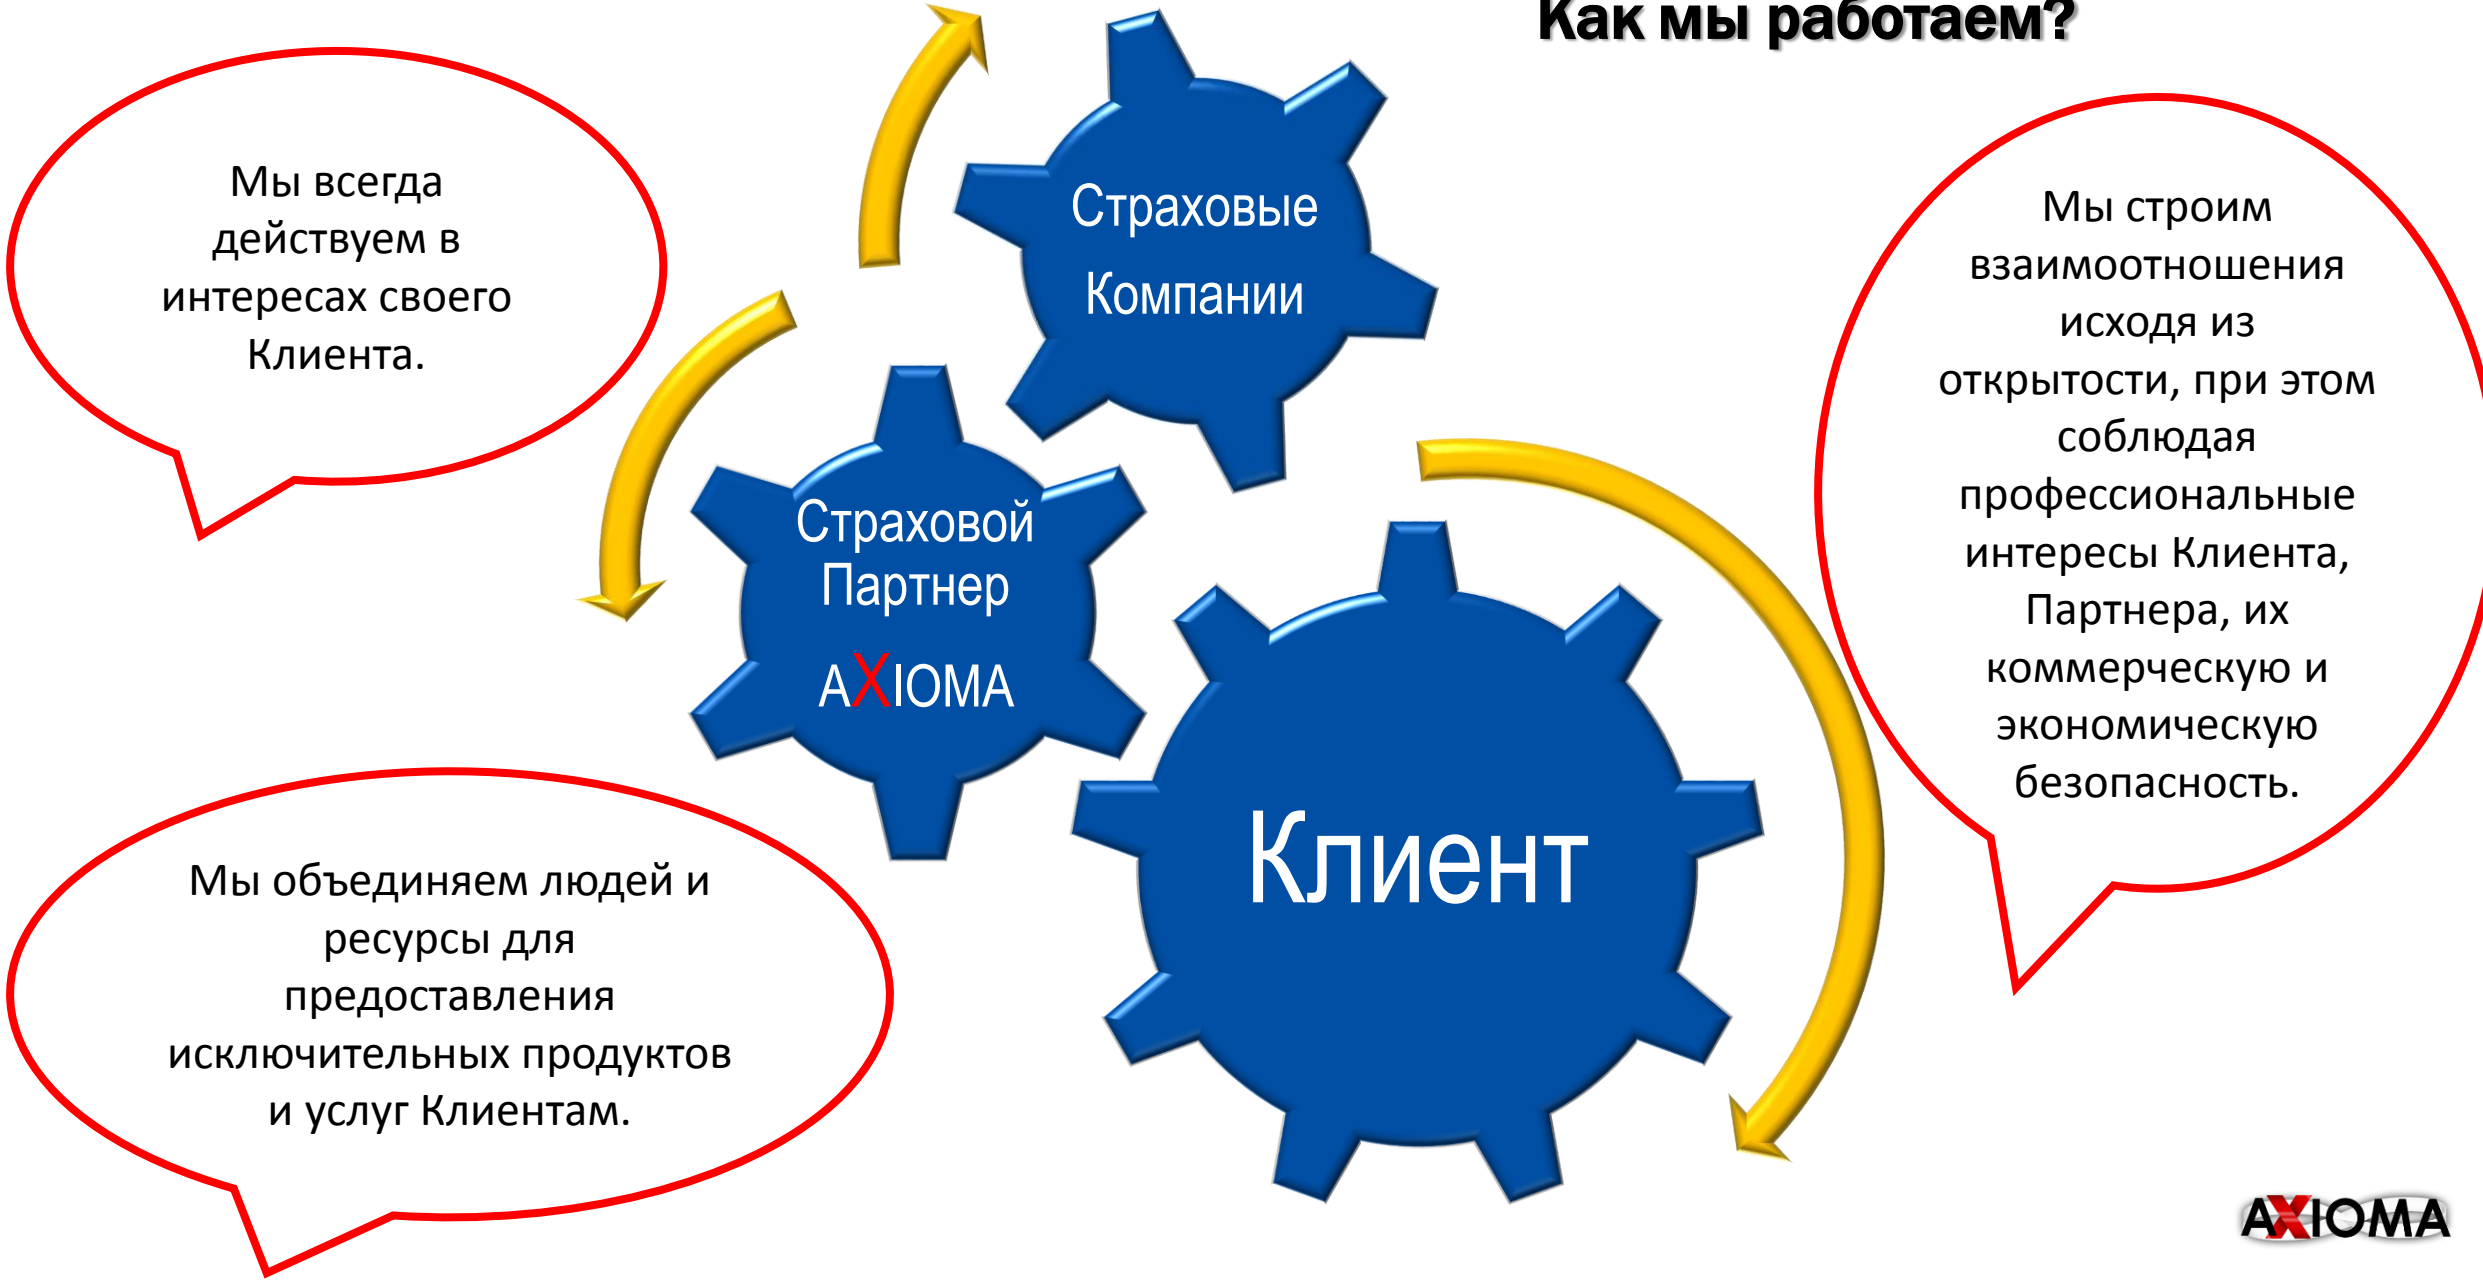 Как мы работаем?
Мы всегда
действуем в
интересах своего
Клиента.
Страховые
Компании
Мы строим
взаимоотношения
исходя из
открытости, при этом
соблюдая
профессиональные
интересы Клиента,
Партнера, их
коммерческую и
экономическую
безопасность.
Страховой
Партнер
AXIOMA
Клиент
Мы объединяем людей и
ресурсы для
предоставления
исключительных продуктов
и услуг Клиентам.
AXIOMA